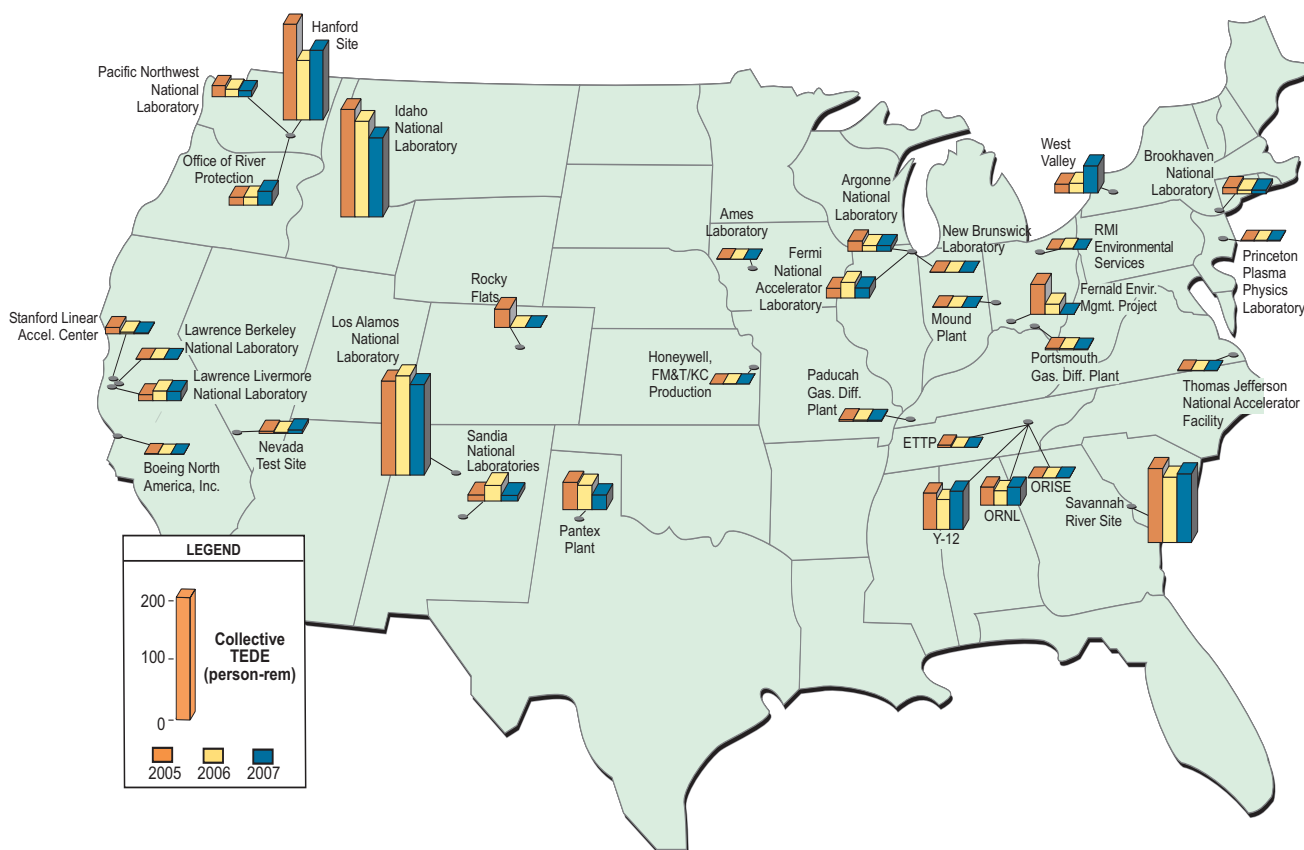 Hanford
Site
Pacific Northwest
National
Laboratory
Idaho
National
Laboratory
Office of River
Protection
West
Valley
Brookhaven
National
Laboratory
Argonne
National
Laboratory
Ames
Laboratory
New Brunswick
Laboratory
RMI
Environmental
Services
Fermi
National
Accelerator
Laboratory
Princeton
Plasma
Physics
Laboratory
Rocky
Flats
Fernald Envir.
Mgmt. Project
Mound
Plant
Stanford Linear
Accel. Center
Lawrence Berkeley
National Laboratory
Los Alamos
National
Laboratory
Lawrence Livermore
National Laboratory
Honeywell,
FM&T/KC
Production
Paducah
Gas. Diff.
Plant
Portsmouth
Gas. Diff. Plant
Thomas Jefferson
National Accelerator
Facility
Nevada
Test Site
Boeing North
America, Inc.
Sandia
National
Laboratories
ETTP
ORISE
ORNL
Y-12
Savannah
River Site
Pantex
Plant
LEGEND
200
100
0
Collective
TEDE
(person-rem)
2005
2006
2007